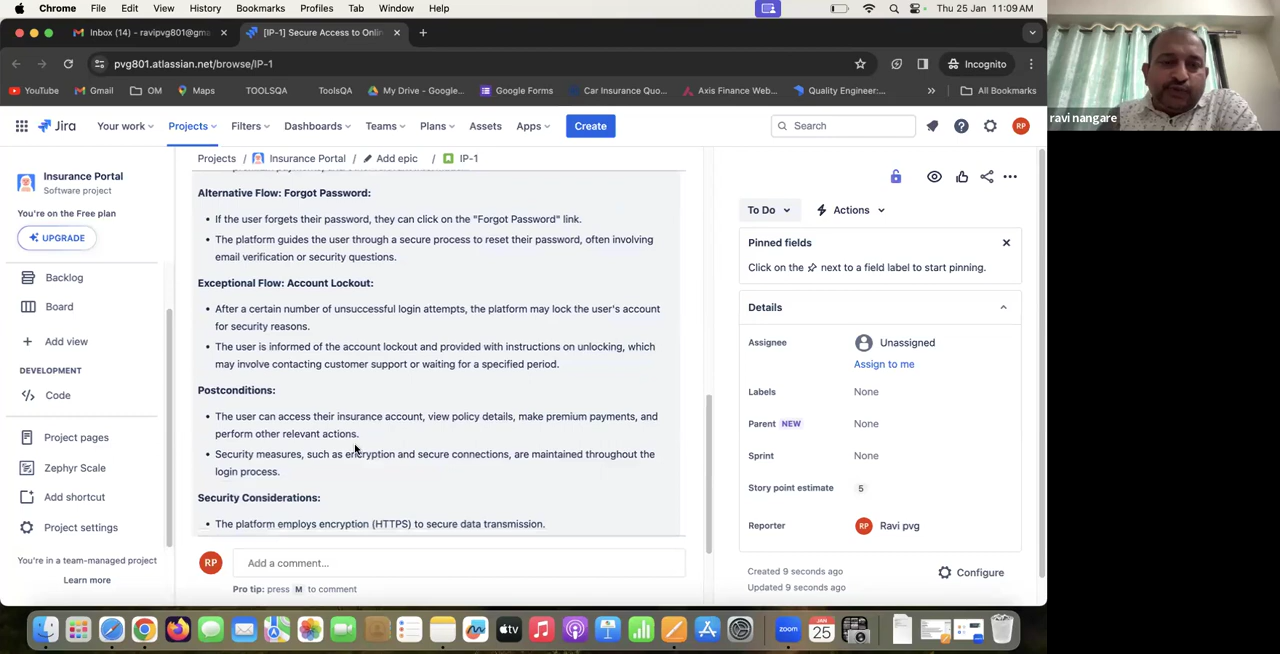 Chrome File Edit View History Bookmarks Profiles Tab Window Help Thu 25 Jan 11:09 AM
Inbox (14) - ravipvg801@gma [IP-1] Secure Access to Onlin
pvg801.atlassian.net/browse/IP-1 Incognito
YouTube Gmail OM Maps TOOLSQA ToolsQA My Drive - Google... Google Forms Car Insurance Quo... Axis Finance Web... Quality Engineer:... » All Bookmarks
ravi nangare
Jira Your work Projects Filters Dashboards Teams Plans Assets Apps Create Search RP
Projects / Insurance Portal / Add epic / IP-1
Insurance Portal
Software project
You're on the Free plan
UPGRADE
Backlog
Board
Add view
DEVELOPMENT
Code
Project pages
Zephyr Scale
Add shortcut
Project settings
You're in a team-managed project
Learn more
Alternative Flow: Forgot Password:
• If the user forgets their password, they can click on the "Forgot Password" link.
• The platform guides the user through a secure process to reset their password, often involving
email verification or security questions.
Exceptional Flow: Account Lockout:
• After a certain number of unsuccessful login attempts, the platform may lock the user's account
for security reasons.
• The user is informed of the account lockout and provided with instructions on unlocking, which
may involve contacting customer support or waiting for a specified period.
Postconditions:
• The user can access their insurance account, view policy details, make premium payments, and
perform other relevant actions.
• Security measures, such as encryption and secure connections, are maintained throughout the
login process.
Security Considerations:
• The platform employs encryption (HTTPS) to secure data transmission.
RP Add a comment...
Pro tip: press M to comment
To Do Actions
Pinned fields
Click on the next to a field label to start pinning.
Details
Assignee Unassigned
Assign to me
Labels None
Parent NEW None
Sprint None
Story point estimate 5
Reporter RP Ravi pvg
Created 9 seconds ago Configure
Updated 9 seconds ago
tv zoom JAN
25